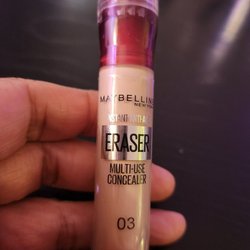 MAYBELLINE
NEW YORK
ERASER
MULTI-USE
CONCEALER
03